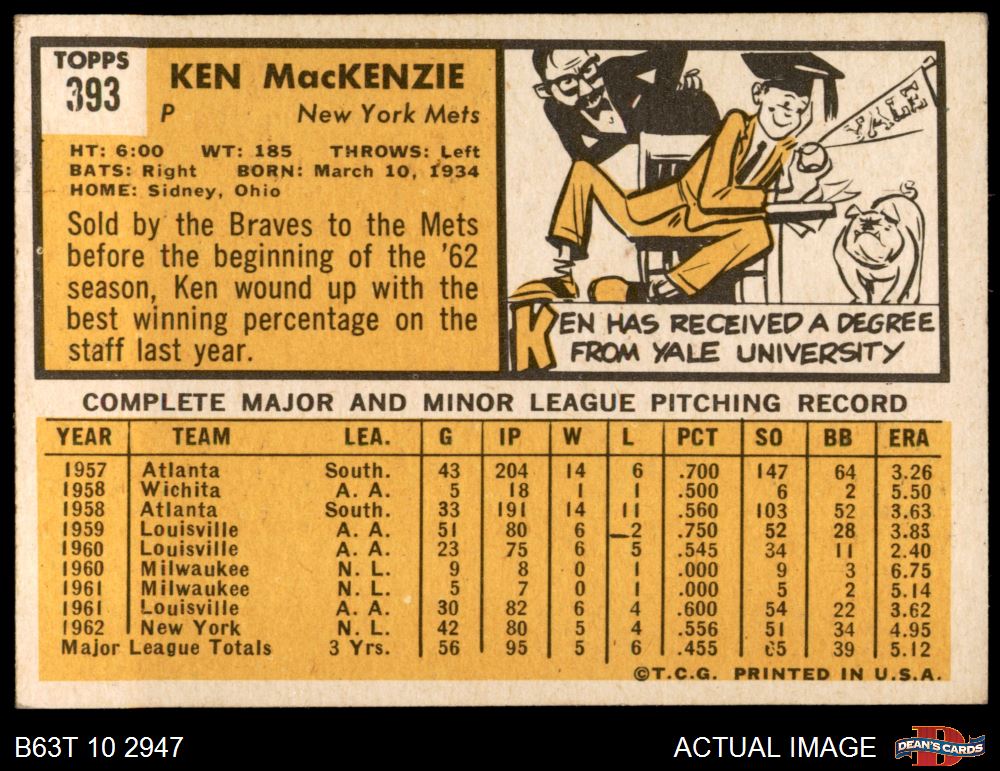 TOPPS
393
KEN MacKENZIE
P New York Mets
HT: 6:00 WT: 185 THROWS: Left
BATS: Right BORN: March 10, 1934
HOME: Sidney, Ohio
Sold by the Braves to the Mets
before the beginning of the '62
season, Ken wound up with the
best winning percentage on the
staff last year.
YALE
KEN HAS RECEIVED A DEGREE
FROM YALE UNIVERSITY
COMPLETE MAJOR AND MINOR LEAGUE PITCHING RECORD
YEAR TEAM LEA. G IP W L PCT SO BB ERA
1957 Atlanta South. 43 204 14 6 .700 147 64 3.26
1958 Wichita A. A. 5 18 1 1 .500 6 2 5.50
1958 Atlanta South. 33 191 14 11 .560 103 52 3.63
1959 Louisville A. A. 51 80 6 2 .750 52 28 3.83
1960 Louisville A. A. 23 75 6 5 .545 34 11 2.40
1960 Milwaukee N. L. 9 8 0 1 .000 9 3 6.75
1961 Milwaukee N. L. 5 7 0 1 .000 5 2 5.14
1961 Louisville A. A. 30 82 6 4 .600 54 22 3.62
1962 New York N. L. 42 80 5 4 .556 51 34 4.95
Major League Totals 3 Yrs. 56 95 5 6 .455 65 39 5.12
©T.C.G. PRINTED IN U.S.A.
B63T 10 2947 ACTUAL IMAGE DEAN'S CARDS